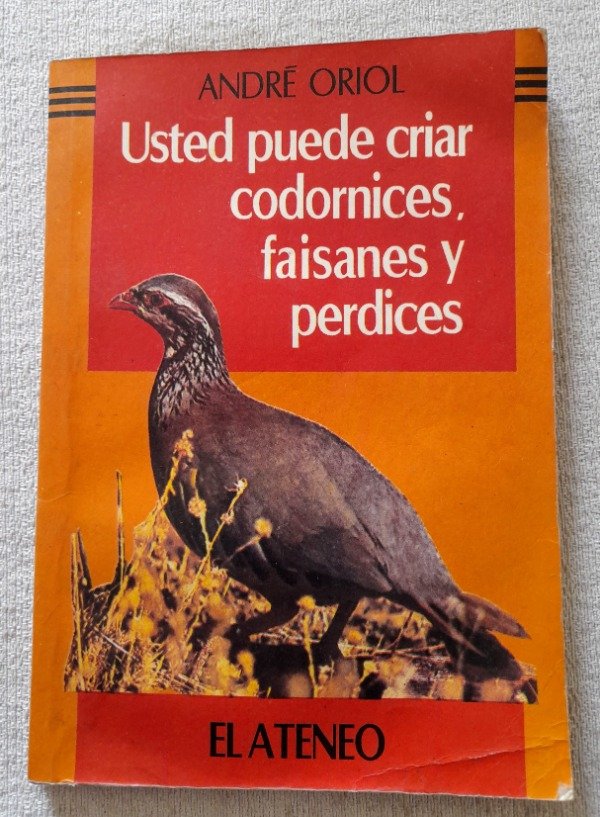 ANDRÉ ORIOL
Usted puede criar
codornices,
faisanes y
perdices
EL ATENEO